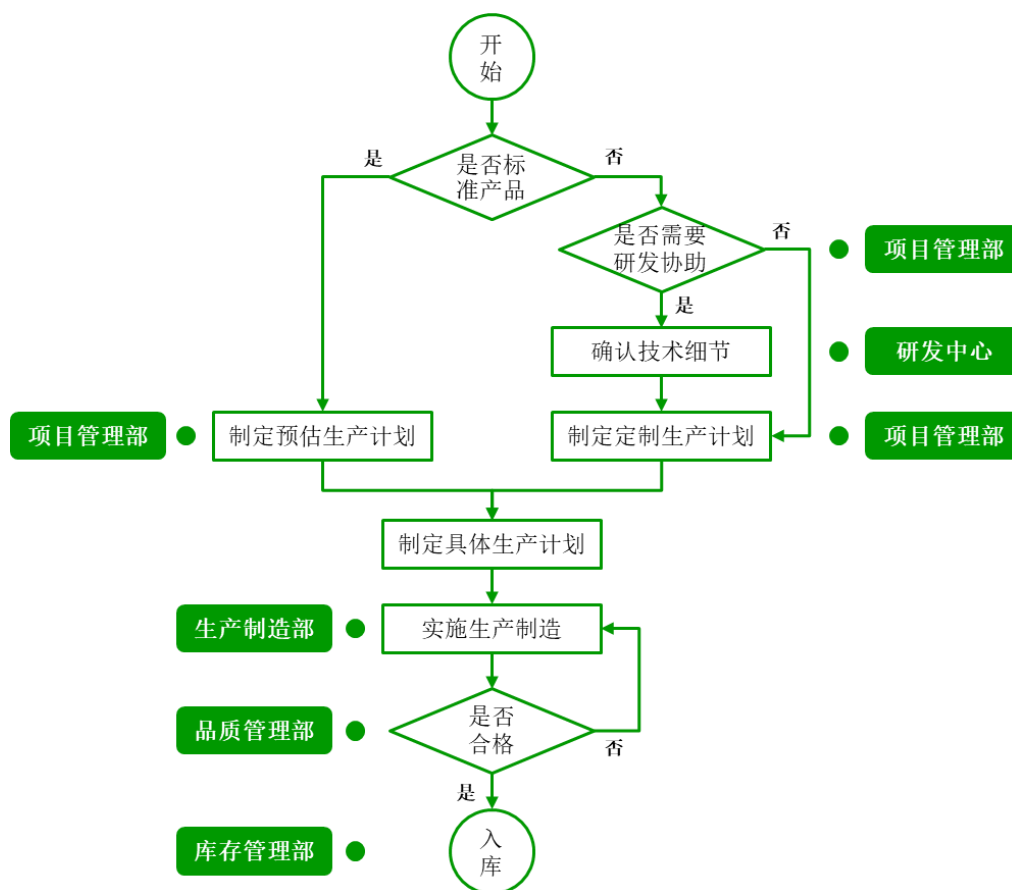 开
始
是
是否标
准产品
否
是否需要
研发协助
否
项目管理部
是
确认技术细节
研发中心
项目管理部
制定预估生产计划
制定定制生产计划
项目管理部
制定具体生产计划
生产制造部
实施生产制造
品质管理部
是否
合格
否
是
库存管理部
入
库